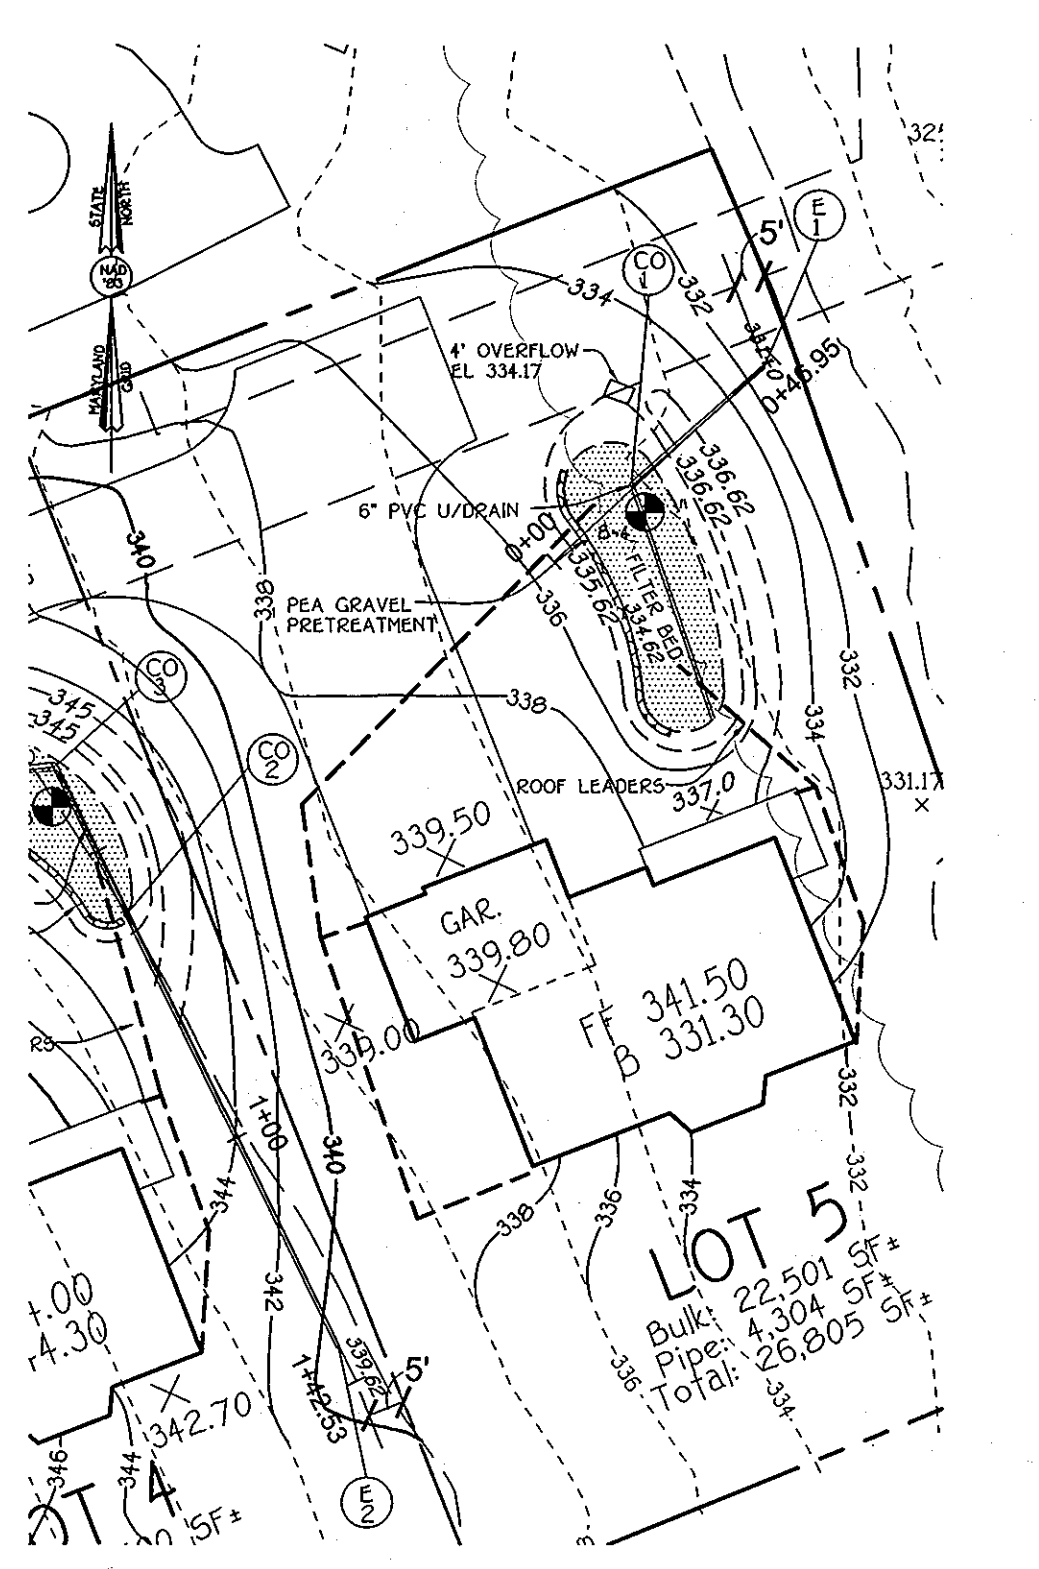 STATE
NORTH
NAD
'83
MARYLAND
GRID
E
1
5'
CO
1
334
332
4' OVERFLOW
EL 334.17
0+46.95
336.62
336.62
6" PVC U/DRAIN
0+00
340
338
335.62
FILTER BED
334.62
336
PEA GRAVEL
PRETREATMENT
CO
3
345
345
338
332
334
CO
2
ROOF LEADERS
337.0
331.17
339.50
GAR.
339.80
FF 341.50
B 331.30
339.00
RS
1+00
340
332
332
344
338
336
334
LOT 5
Bulk: 22,501 SF±
Pipe: 4,304 SF±
Total: 26,805 SF±
342
339.62
5'
1+42.53
336
334
342.70
346
344
4
SF±
E
2